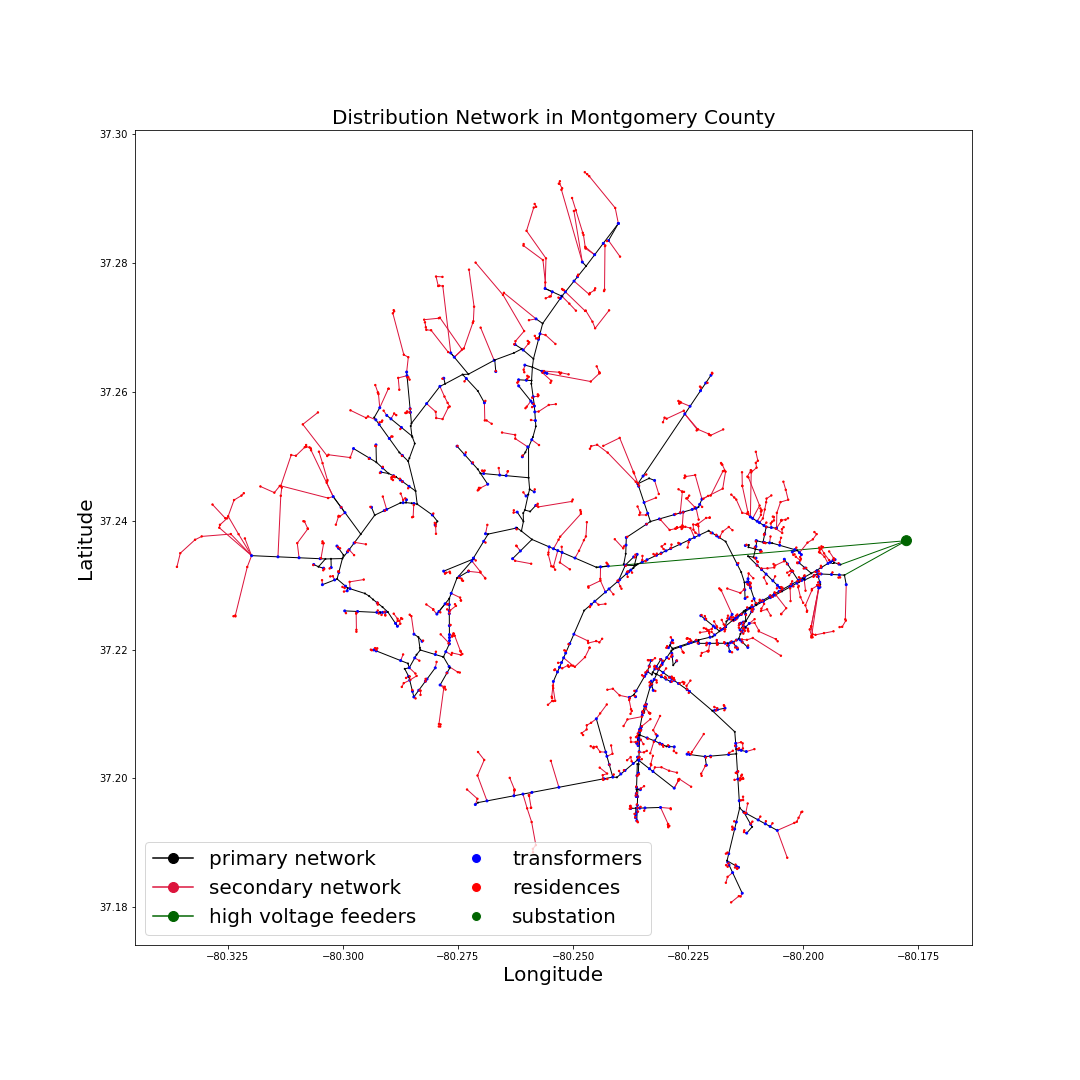 Distribution Network in Montgomery County
37.30
37.28
37.26
37.24
37.22
37.20
37.18
Latitude
primary network
secondary network
high voltage feeders
transformers
residences
substation
−80.325
−80.300
−80.275
−80.250
−80.225
−80.200
−80.175
Longitude